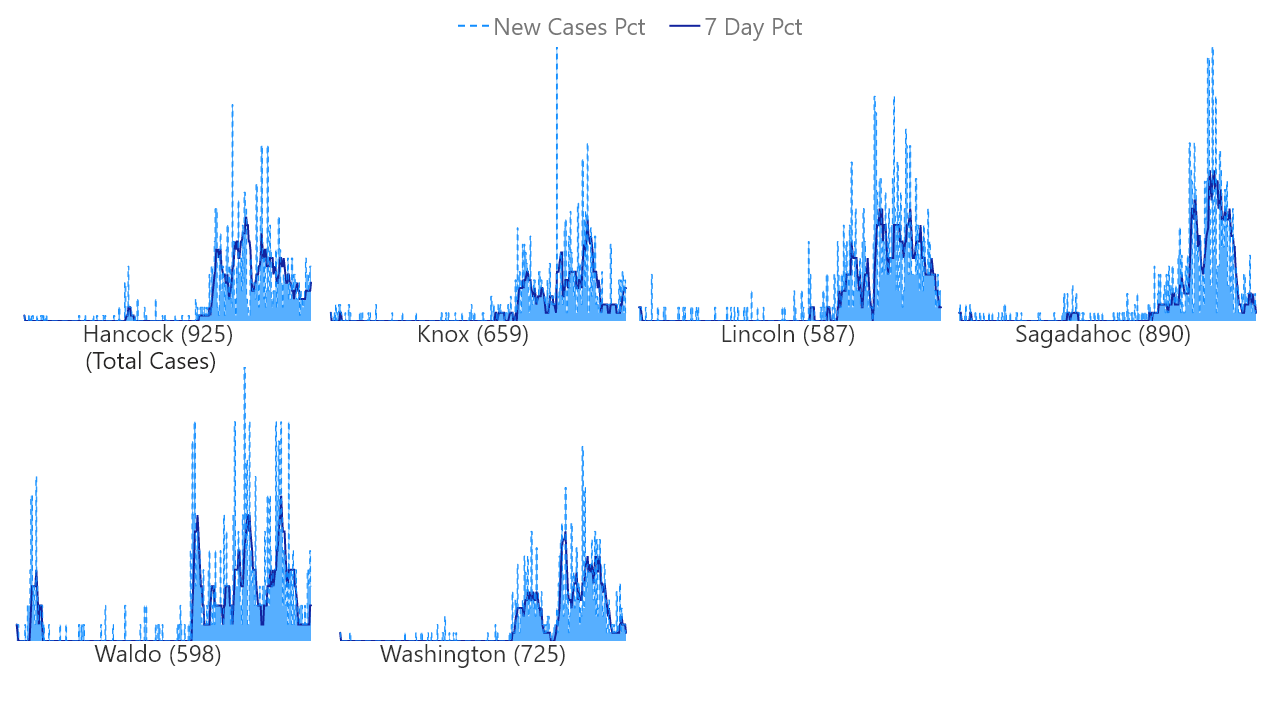 New Cases Pct 7 Day Pct
Hancock (925) Knox (659) Lincoln (587) Sagadahoc (890)
(Total Cases)
Waldo (598) Washington (725)